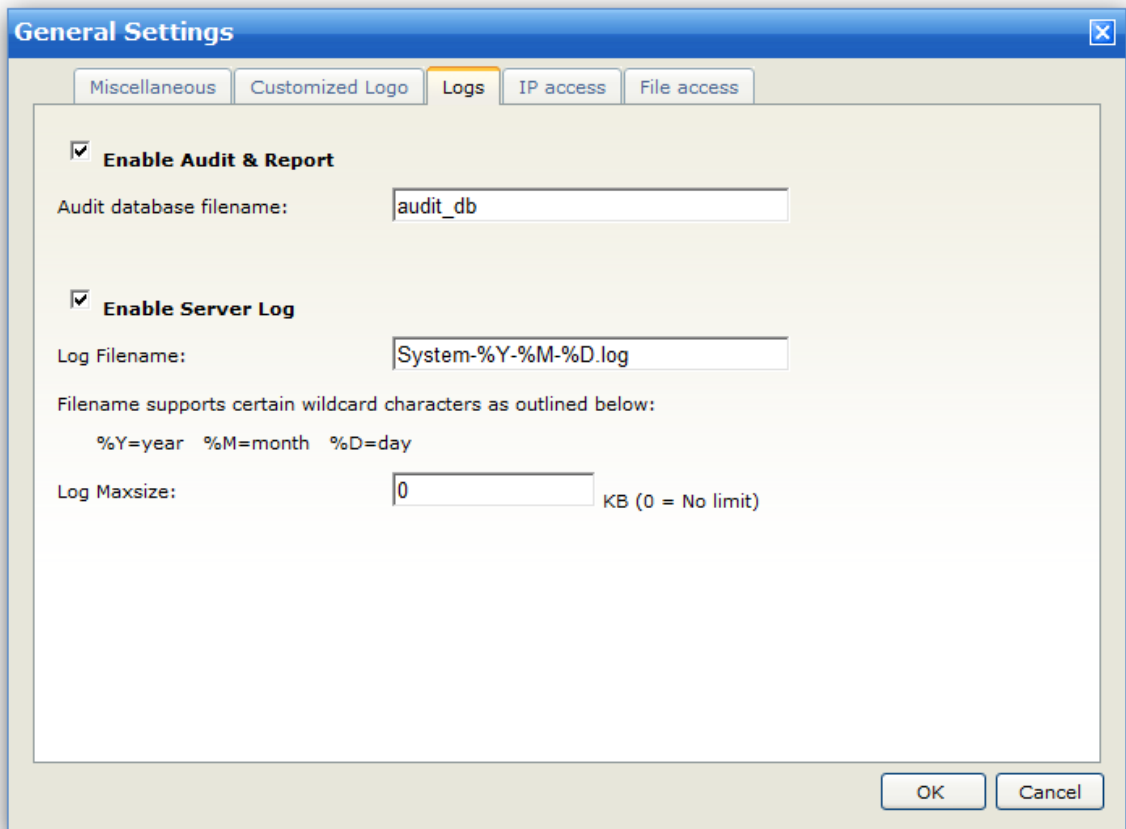 General Settings
Miscellaneous Customized Logo Logs IP access File access
Enable Audit & Report
Audit database filename: audit_db
Enable Server Log
Log Filename: System-%Y-%M-%D.log
Filename supports certain wildcard characters as outlined below:
%Y=year %M=month %D=day
Log Maxsize: 0 KB (0 = No limit)
OK Cancel